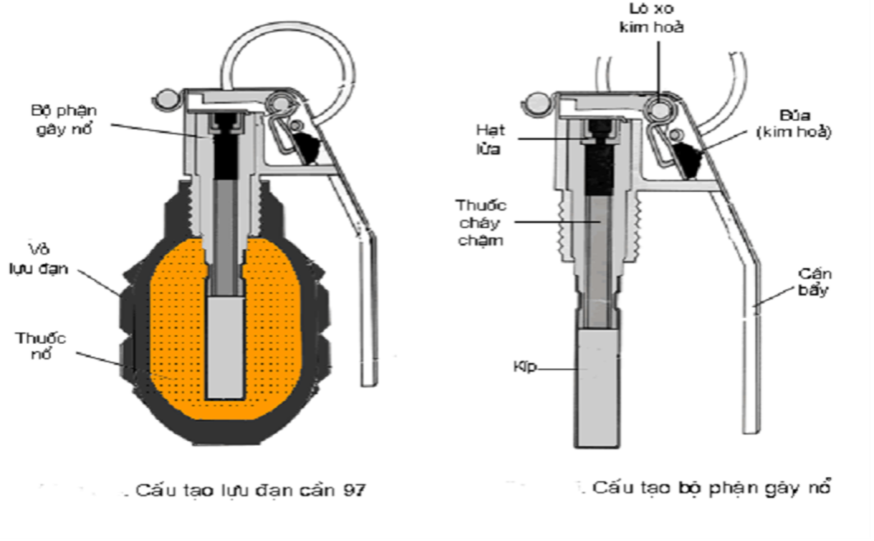 Bộ phận
gây nổ
Vỏ
lựu đạn
Thuốc
nổ
. Cấu tạo lựu đạn cần 97
Lò xo
kim hoả
Hạt
lửa
Búa
(kim hoả)
Thuốc
cháy
chậm
Cần
bẩy
Kíp
. Cấu tạo bộ phận gây nổ